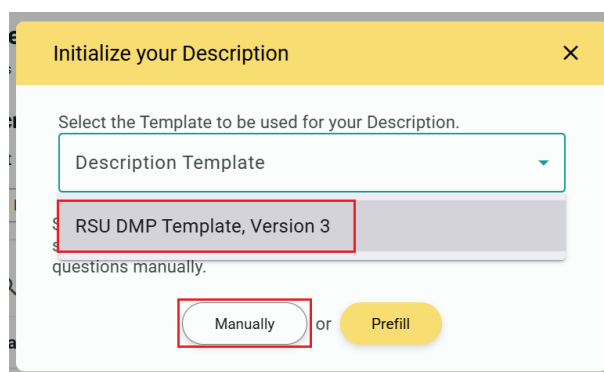 Initialize your Description
Select the Template to be used for your Description.
Description Template
RSU DMP Template, Version 3
questions manually.
Manually or Prefill